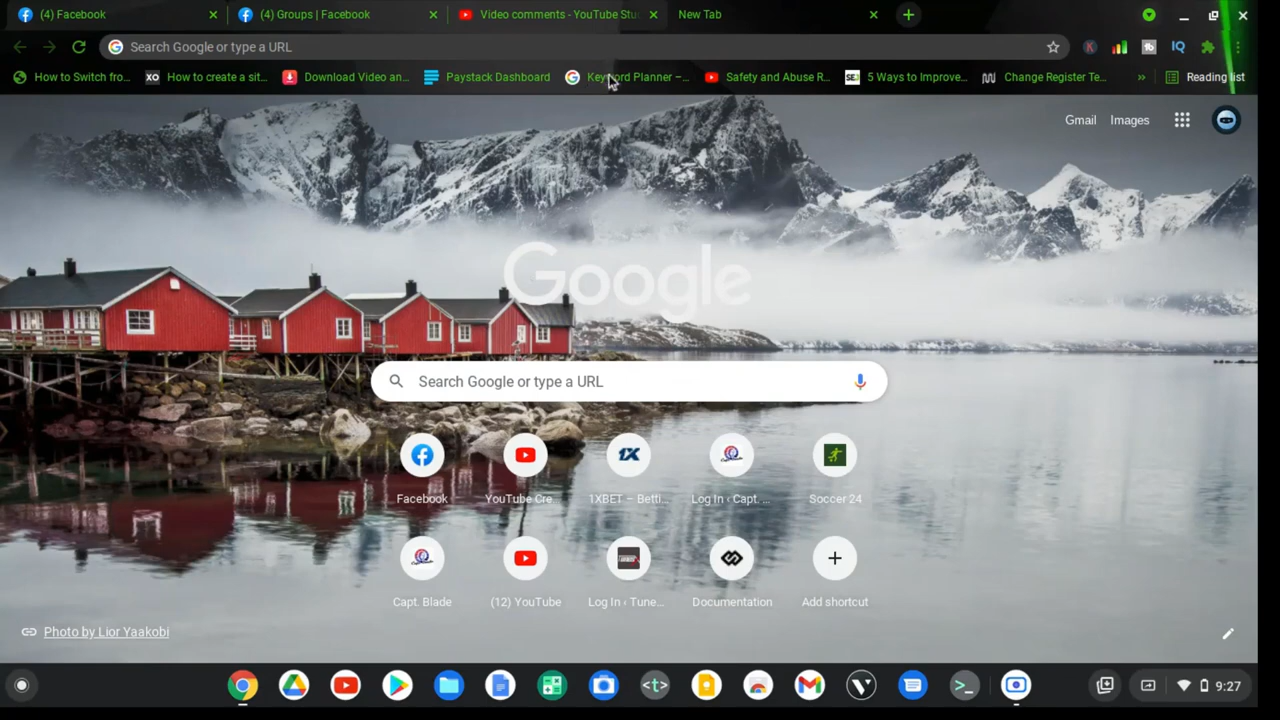 (4) Facebook
(4) Groups | Facebook
Video comments - YouTube Stu
New Tab
Search Google or type a URL
How to Switch fro...
XO
How to create a sit...
Download Video an...
Paystack Dashboard
Keyword Planner –...
Safety and Abuse R...
SEJ
5 Ways to Improve...
Change Register Te...
»
Reading list
Gmail
Images
Google
Search Google or type a URL
Facebook
YouTube Cre...
1X
1XBET – Betti...
Log In ‹ Capt. ...
Soccer 24
Capt. Blade
(12) YouTube
Log In ‹ Tune...
Documentation
Add shortcut
Photo by Lior Yaakobi
<t>
>_
9:27